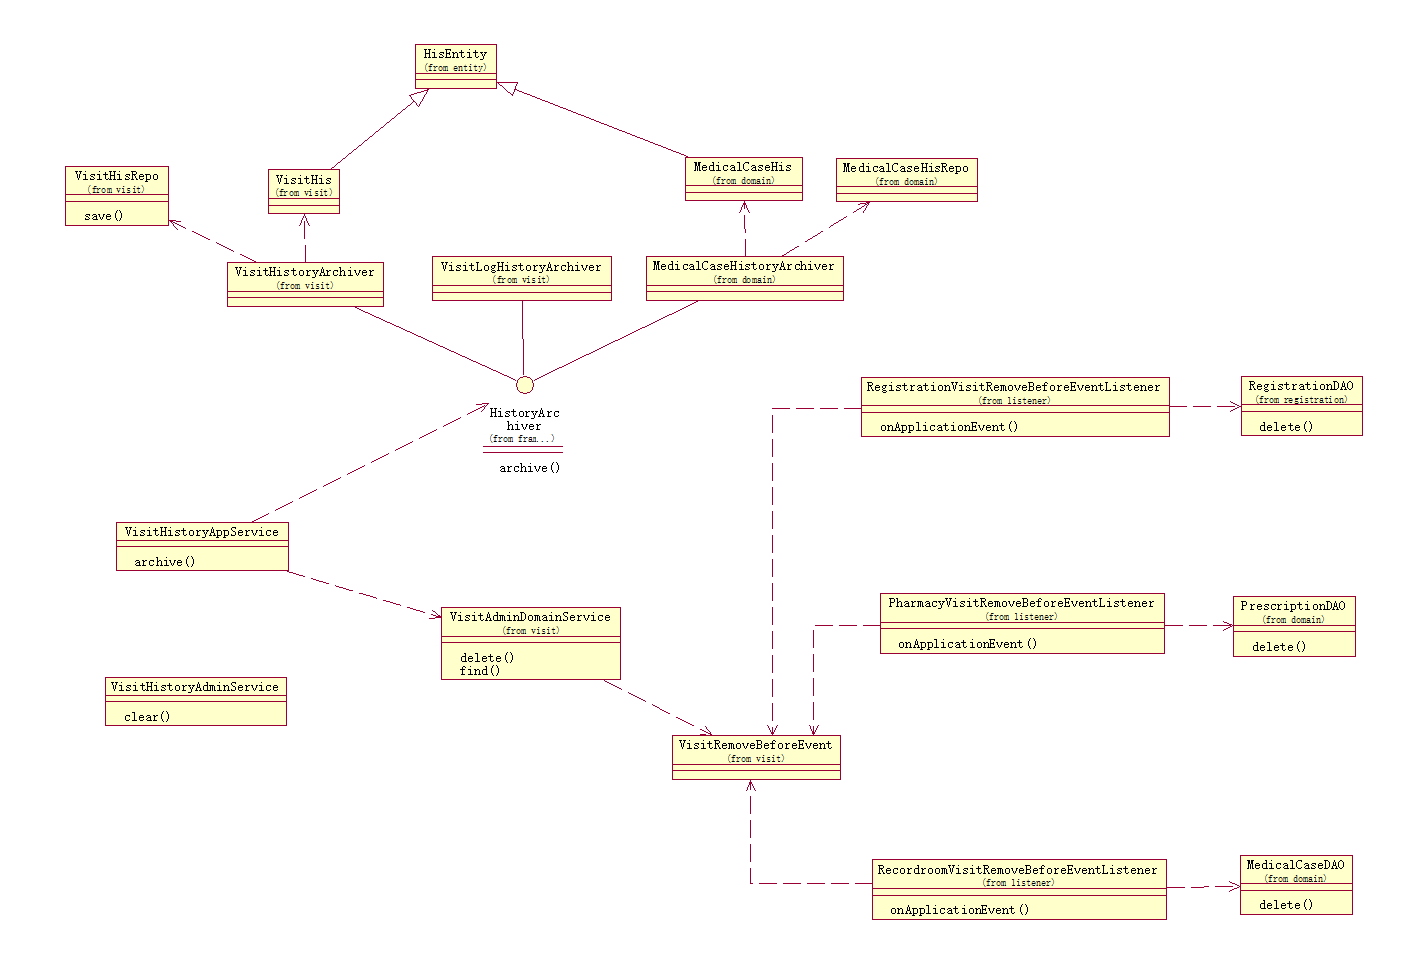 HisEntity
(from entity)
VisitHisRepo
(from visit)
save()
VisitHis
(from visit)
MedicalCaseHis
(from domain)
MedicalCaseHisRepo
(from domain)
VisitHistoryArchiver
(from visit)
VisitLogHistoryArchiver
(from visit)
MedicalCaseHistoryArchiver
(from domain)
HistoryArc
hiver
(from fram...)
archive()
RegistrationVisitRemoveBeforeEventListener
(from listener)
onApplicationEvent()
RegistrationDAO
(from registration)
delete()
VisitHistoryAppService
archive()
VisitAdminDomainService
(from visit)
delete()
find()
PharmacyVisitRemoveBeforeEventListener
(from listener)
onApplicationEvent()
PrescriptionDAO
(from domain)
delete()
VisitHistoryAdminService
clear()
VisitRemoveBeforeEvent
(from visit)
RecordroomVisitRemoveBeforeEventListener
(from listener)
onApplicationEvent()
MedicalCaseDAO
(from domain)
delete()